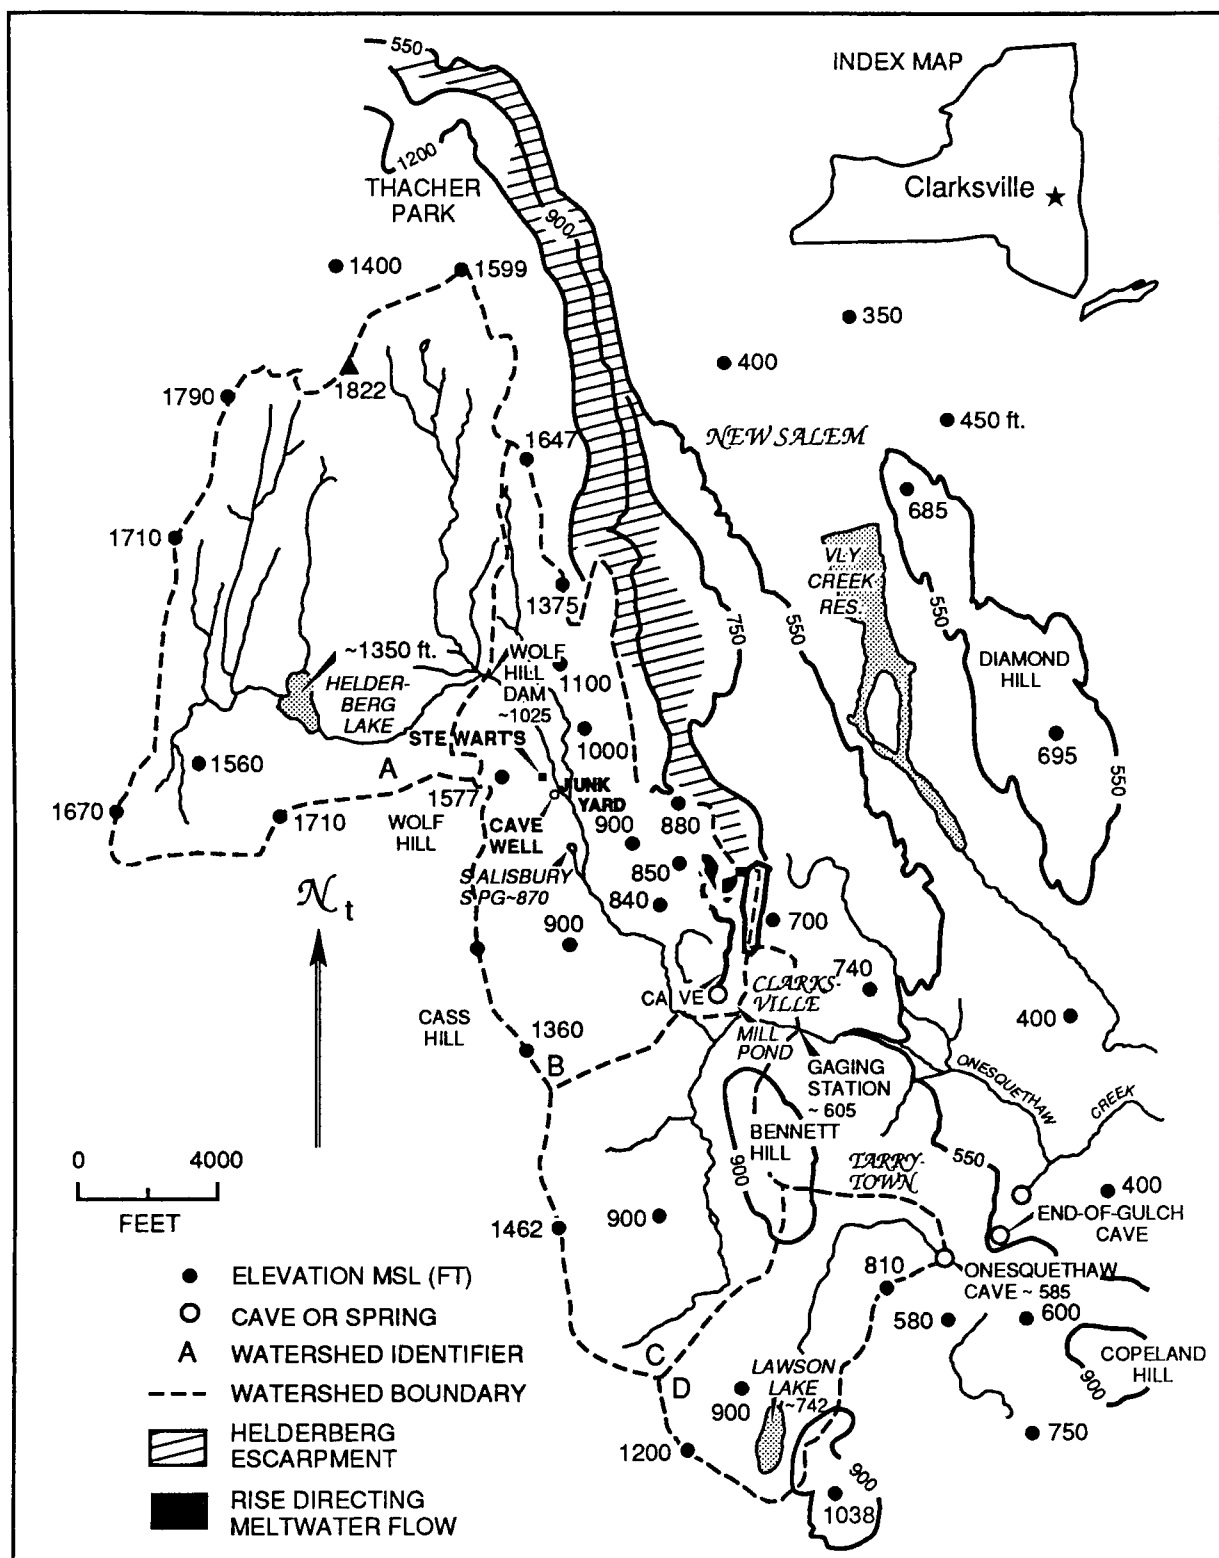 550
INDEX MAP
1200
THACHER
PARK
Clarksville
900
1400
1599
350
400
1822
1790
450 ft.
NEW SALEM
1647
685
1710
VLY
CREEK
RES.
550
1375
750
550
DIAMOND
HILL
~1350 ft.
HELDER-
BERG
LAKE
WOLF
HILL
DAM
~1025
1100
695
STEWART'S
1000
550
1560
A
1577
JUNK
YARD
1670
1710
WOLF
HILL
CAVE
WELL
900
880
850
SALISBURY
SPG~870
840
N
t
900
700
740
CLARKS-
VILLE
CAVE
CASS
HILL
1360
400
MILL
POND
B
GAGING
STATION
~ 605
ONESQUETHAW
CREEK
BENNETT
HILL
900
550
TARRY-
TOWN
0 4000
FEET
400
1462
900
END-OF-GULCH
CAVE
810
ONESQUETHAW
CAVE ~ 585
580
600
C
D
LAWSON
LAKE
~742
900
COPELAND
HILL
900
1200
750
900
1038
ELEVATION MSL (FT)
CAVE OR SPRING
A WATERSHED IDENTIFIER
WATERSHED BOUNDARY
HELDERBERG
ESCARPMENT
RISE DIRECTING
MELTWATER FLOW